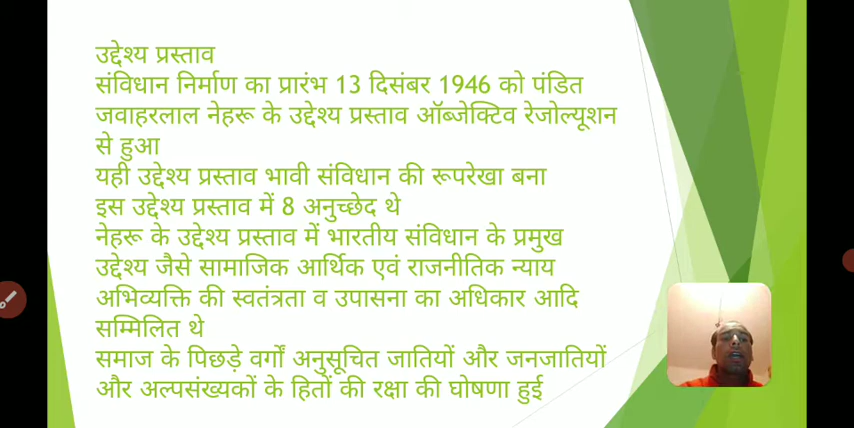 उद्देश्य प्रस्ताव
संविधान निर्माण का प्रारंभ 13 दिसंबर 1946 को पंडित
जवाहरलाल नेहरू के उद्देश्य प्रस्ताव ऑब्जेक्टिव रेजोल्यूशन
से हुआ
यही उद्देश्य प्रस्ताव भावी संविधान की रूपरेखा बना
इस उद्देश्य प्रस्ताव में 8 अनुच्छेद थे
नेहरू के उद्देश्य प्रस्ताव में भारतीय संविधान के प्रमुख
उद्देश्य जैसे सामाजिक आर्थिक एवं राजनीतिक न्याय
अभिव्यक्ति की स्वतंत्रता व उपासना का अधिकार आदि
सम्मिलित थे
समाज के पिछड़े वर्गों अनुसूचित जातियों और जनजातियों
और अल्पसंख्यकों के हितों की रक्षा की घोषणा हुई